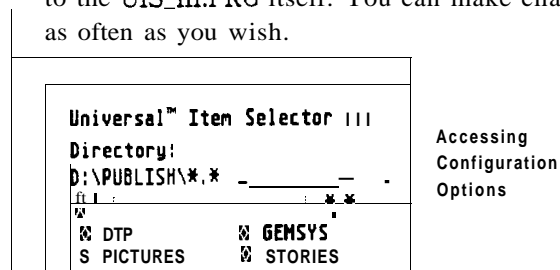 to the UIS_III.PRG itself. You can make
as often as you wish.
Universal™ Item Selector III
Directory:
D:\PUBLISH\*.*
DTP GEMSYS
PICTURES STORIES
Accessing
Configuration
Options